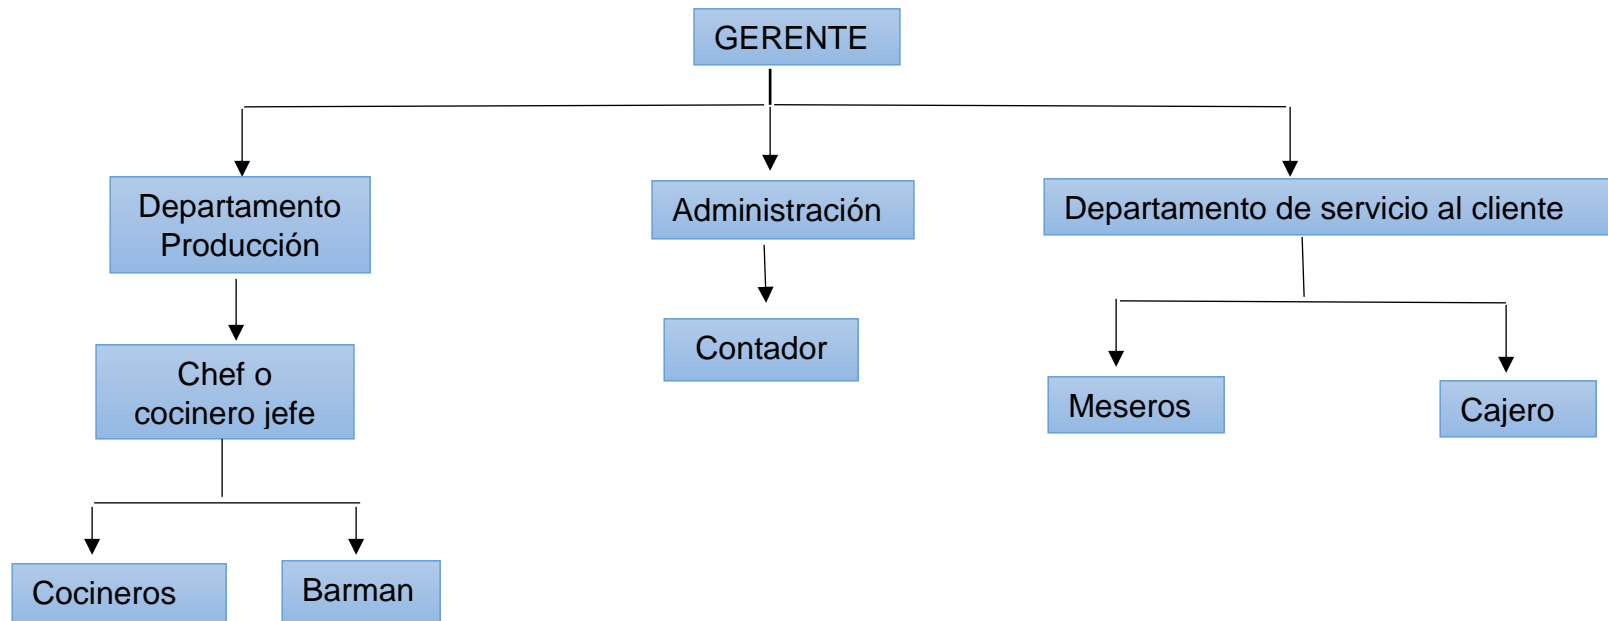 GERENTE
Departamento
Producción
Administración
Departamento de servicio al cliente
Chef o
cocinero jefe
Contador
Meseros
Cajero
Cocineros
Barman